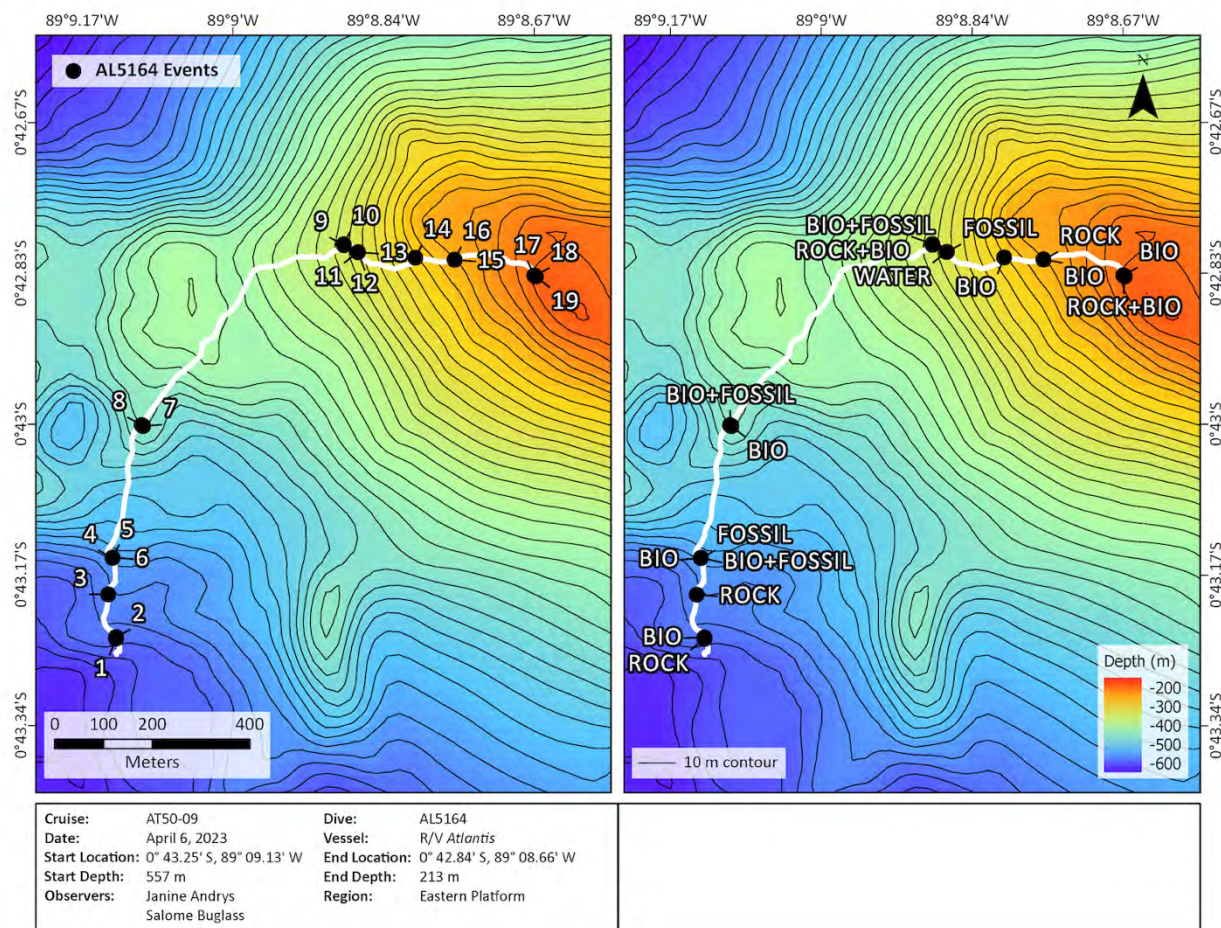 89°9.17'W 89°9'W 89°8.84'W 89°8.67'W
89°9.17'W 89°9'W 89°8.84'W 89°8.67'W
AL5164 Events
N
0°42.67'S
0°42.67'S
9 10
14 16
13 15
17 18
11 12
19
0°42.83'S
0°42.83'S
BIO+FOSSIL FOSSIL
ROCK+BIO
WATER
BIO
ROCK
BIO
BIO
ROCK+BIO
8 7
0°43'S
0°43'S
BIO+FOSSIL
BIO
4 5
6
3
2
1
0°43.17'S
0°43.17'S
FOSSIL
BIO BIO+FOSSIL
ROCK
BIO
ROCK
0°43.34'S
0°43.34'S
0 100 200 400
Meters
10 m contour
Depth (m)
-200
-300
-400
-500
-600
Cruise: AT50-09 Dive: AL5164
Date: April 6, 2023 Vessel: R/V Atlantis
Start Location: 0° 43.25' S, 89° 09.13' W End Location: 0° 42.84' S, 89° 08.66' W
Start Depth: 557 m End Depth: 213 m
Observers: Janine Andrys Region: Eastern Platform
Salome Buglass